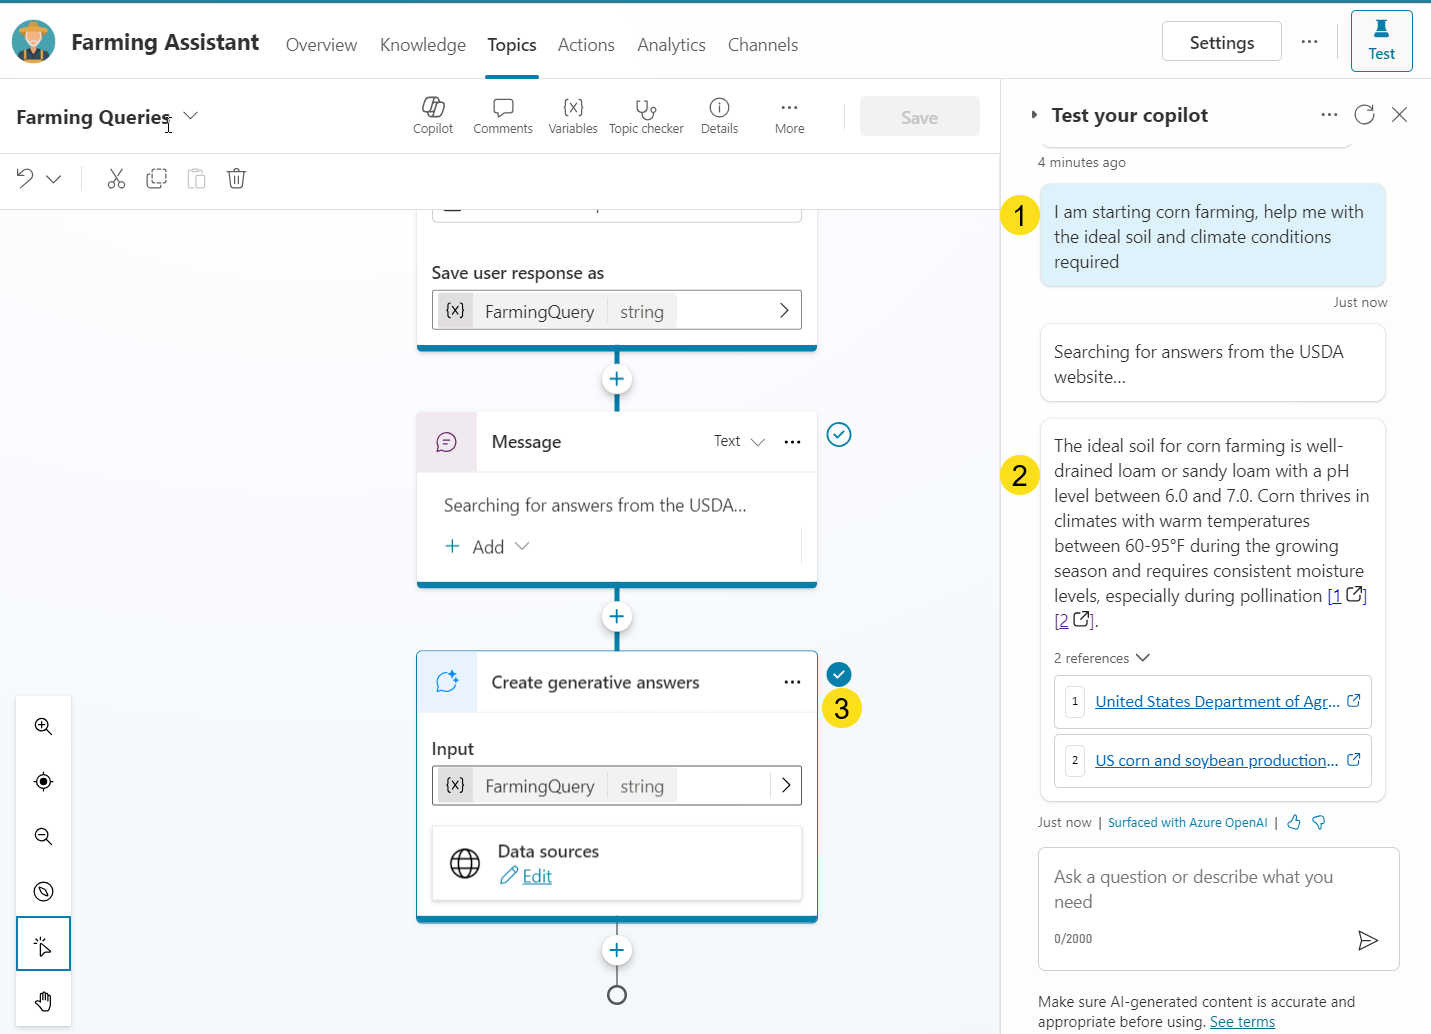 Farming Assistant
Overview
Knowledge
Topics
Actions
Analytics
Channels
Settings
Test
Farming Queries
Copilot
Comments
{x}
Variables
Topic checker
Details
More
Save
Save user response as
{x} FarmingQuery string
Message
Text
Searching for answers from the USDA...
Add
Create generative answers
3
Input
{x} FarmingQuery string
Data sources
Edit
Test your copilot
4 minutes ago
1
I am starting corn farming, help me with
the ideal soil and climate conditions
required
Just now
Searching for answers from the USDA
website...
2
The ideal soil for corn farming is well-
drained loam or sandy loam with a pH
level between 6.0 and 7.0. Corn thrives in
climates with warm temperatures
between 60-95°F during the growing
season and requires consistent moisture
levels, especially during pollination [1]
[2].
2 references
1 United States Department of Agr...
2 US corn and soybean production...
Just now | Surfaced with Azure OpenAI |
Ask a question or describe what you
need
0/2000
Make sure AI-generated content is accurate and
appropriate before using. See terms